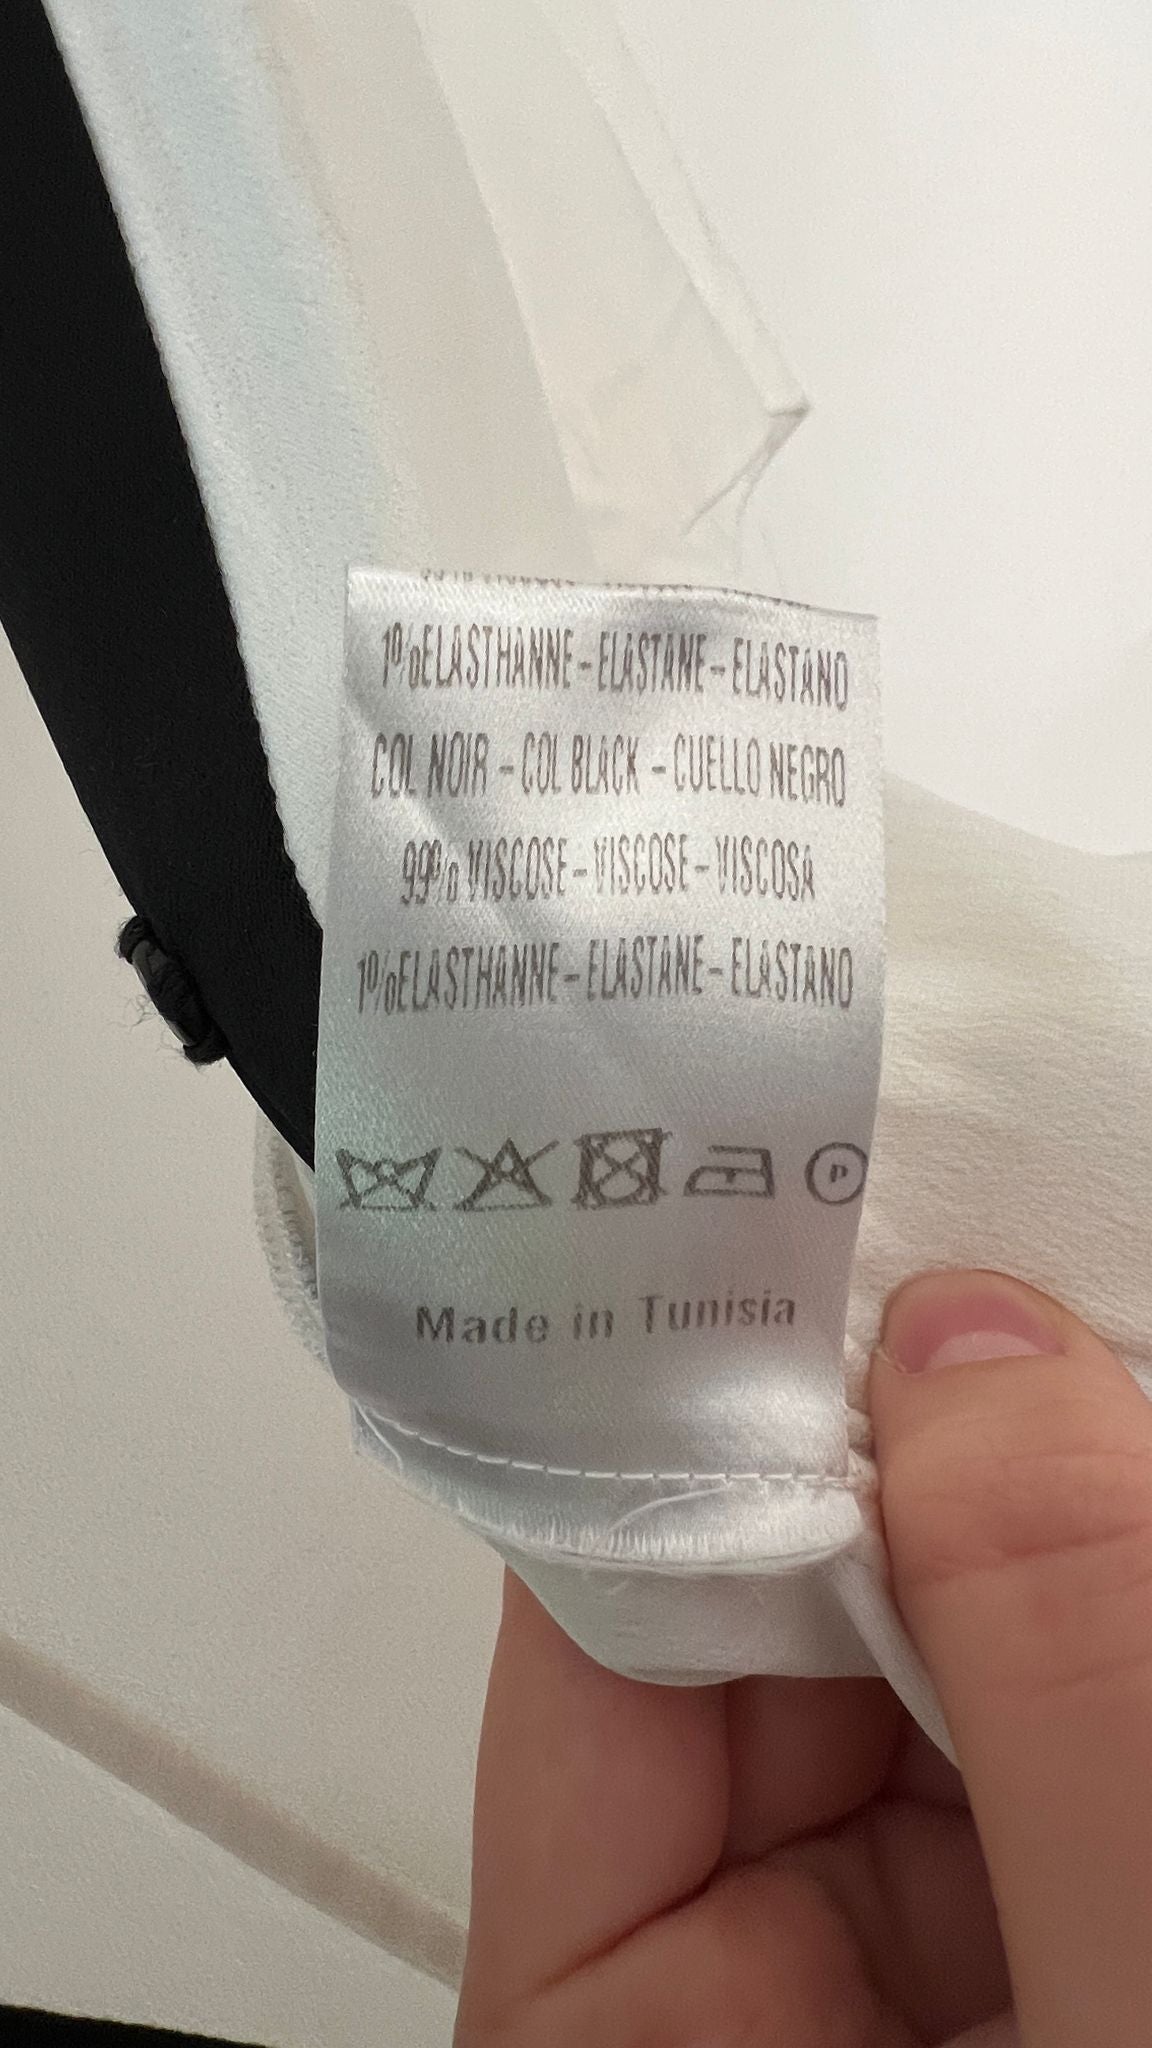 1%ELASTHANNE-ELASTANE-ELASTANO
COL NOIR - COL BLACK - CUELLO NEGRO
99% VISCOSE - VISCOSE - VISCOSA
1%ELASTHANNE-ELASTANE-ELASTANO
P
Made in Tunisia